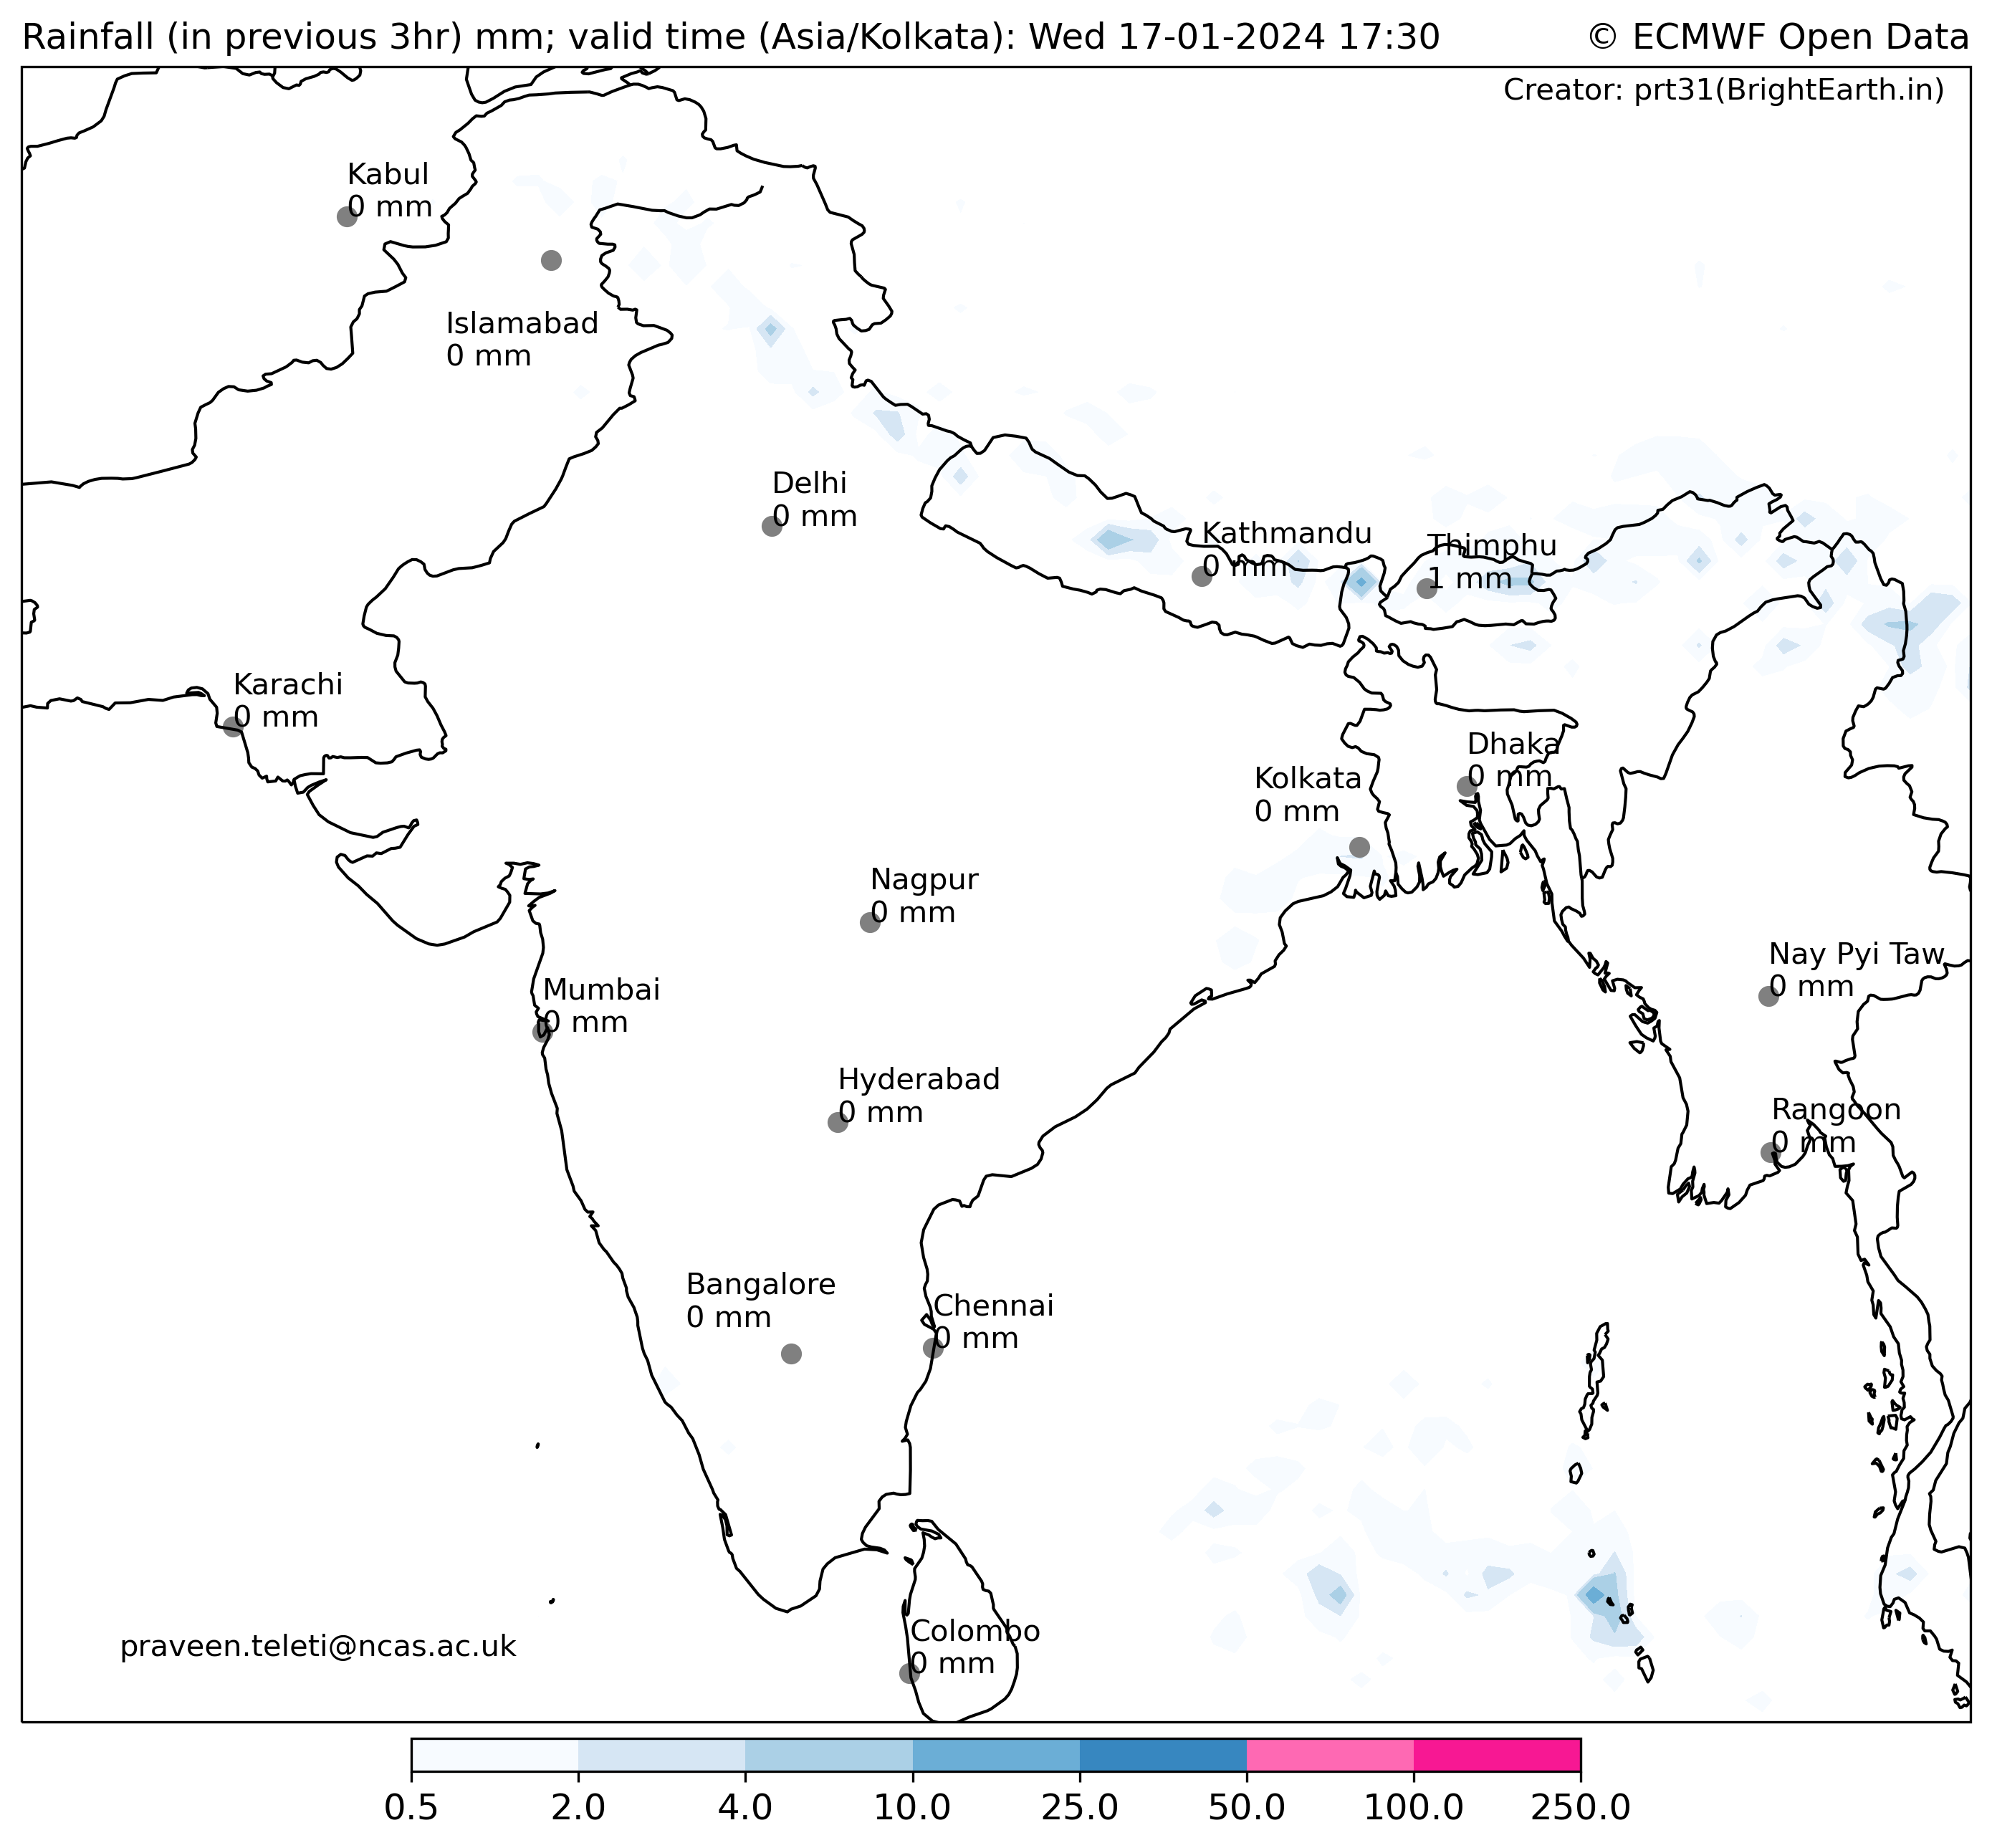 Rainfall (in previous 3hr) mm; valid time (Asia/Kolkata): Wed 17-01-2024 17:30
© ECMWF Open Data
Creator: prt31(BrightEarth.in)
Kabul
0 mm
Islamabad
0 mm
Delhi
0 mm
Kathmandu
0 mm
Thimphu
1 mm
Karachi
0 mm
Dhaka
0 mm
Kolkata
0 mm
Nagpur
0 mm
Nay Pyi Taw
0 mm
Mumbai
0 mm
Hyderabad
0 mm
Rangoon
0 mm
Bangalore
0 mm
Chennai
0 mm
Colombo
0 mm
praveen.teleti@ncas.ac.uk
0.5 2.0 4.0 10.0 25.0 50.0 100.0 250.0